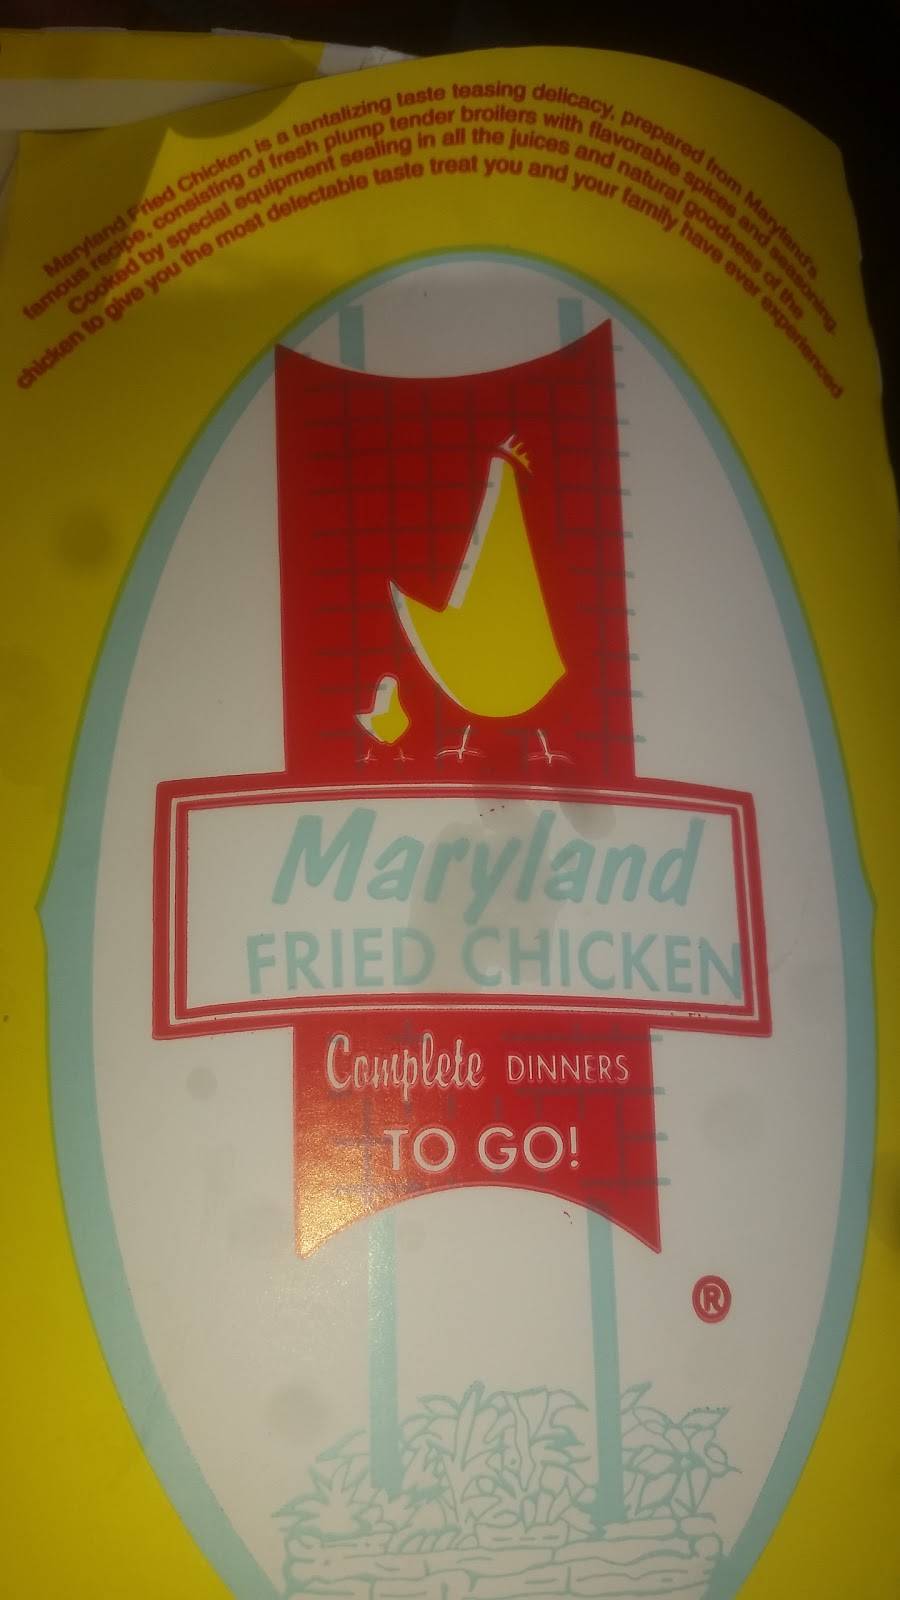 Maryland Fried Chicken is a tantalizing taste teasing delicacy, prepared from Maryland's
famous recipe, consisting of fresh plump tender broilers with flavorable spices and seasoning.
Cooked by special equipment sealing in all the juices and natural goodness of the
chicken to give you the most delectable taste treat you and your family have ever experienced
Maryland
FRIED CHICKEN
Complete DINNERS
TO GO!
®